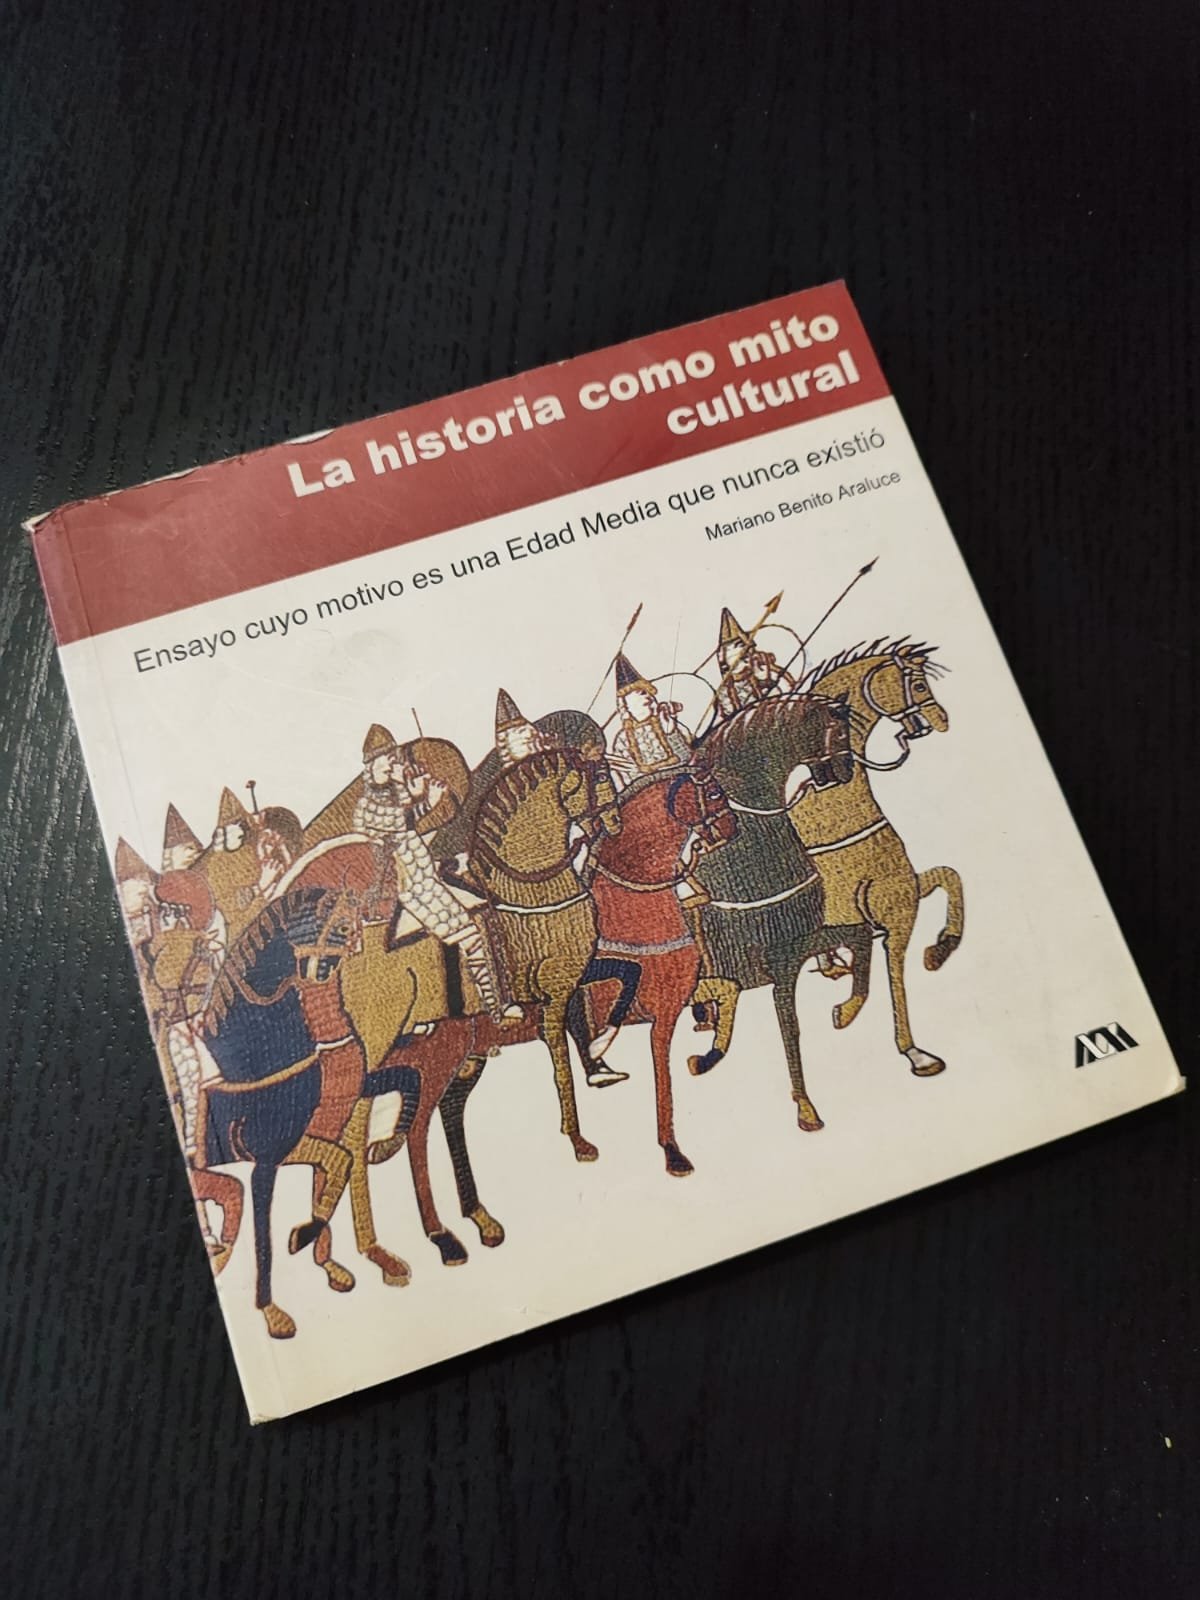 La historia como mito
cultural
Ensayo cuyo motivo es una Edad Media que nunca existió
Mariano Benito Araluce